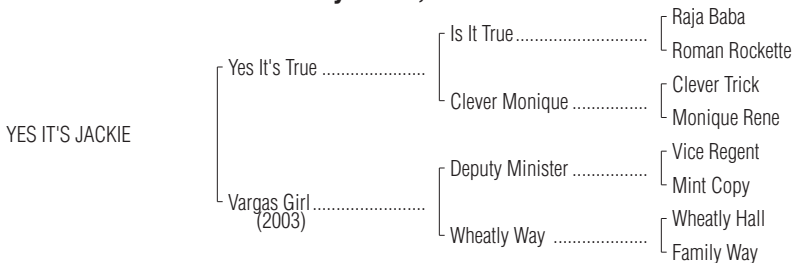 Raja Baba
Is It True
Roman Rockette
Yes It's True
Clever Trick
Clever Monique
Monique Rene
YES IT'S JACKIE
Vice Regent
Deputy Minister
Mint Copy
Vargas Girl
(2003)
Wheatly Hall
Wheatly Way
Family Way